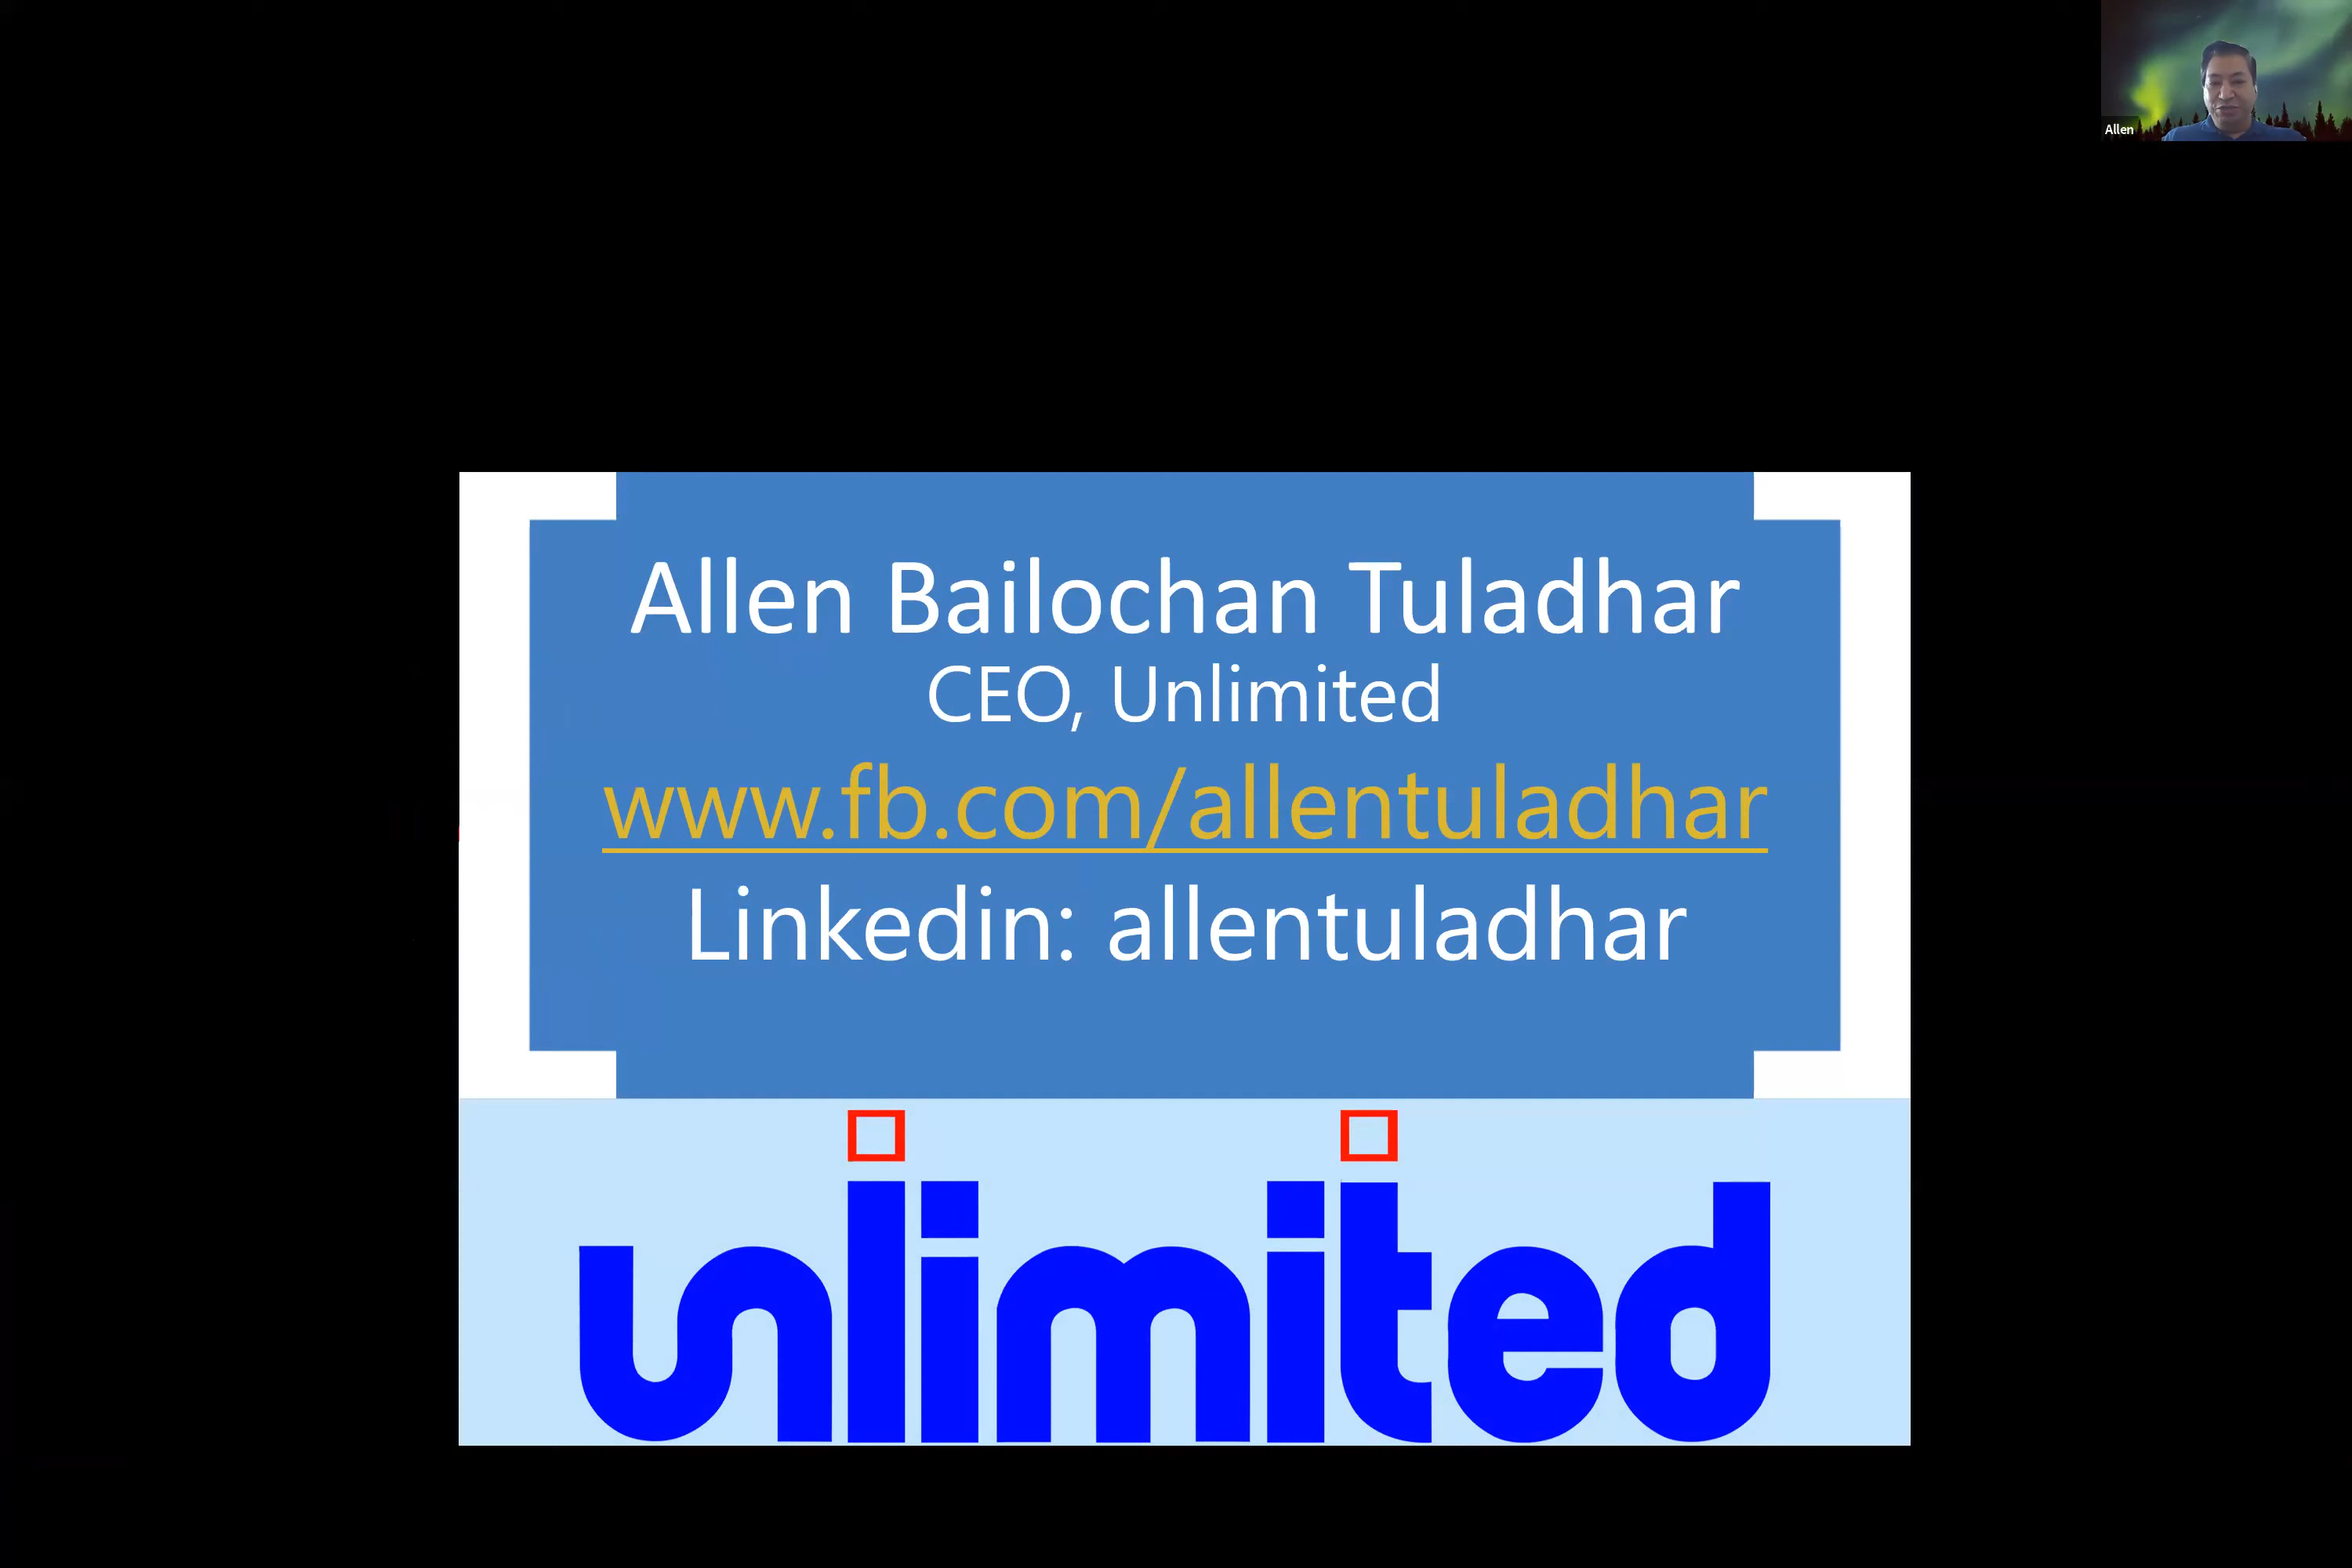 Allen
Allen Bailochan Tuladhar
CEO, Unlimited
www.fb.com/allentuladhar
Linkedin: allentuladhar
unlimited